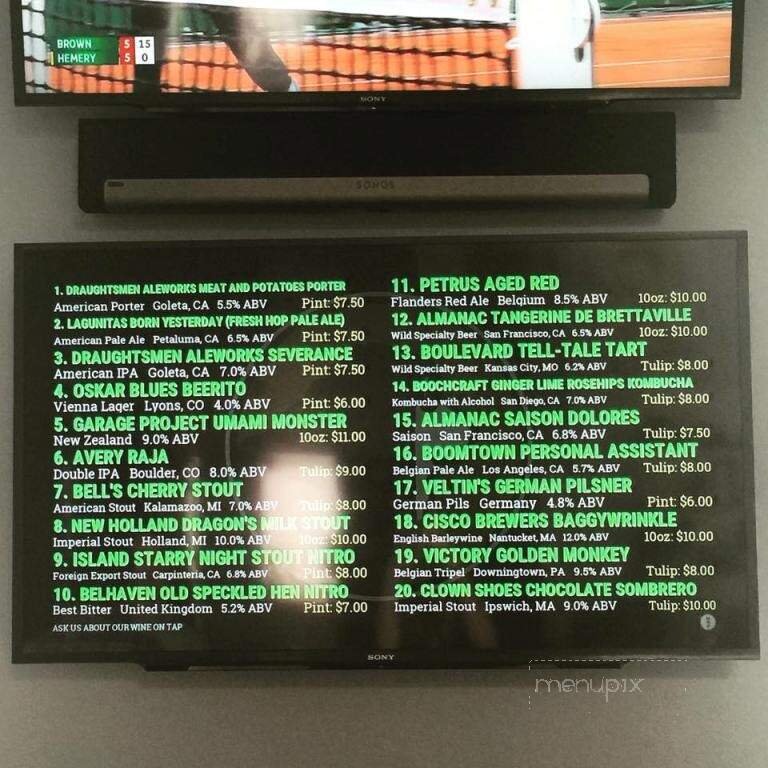 BROWN 5 15
HEMERY 5 0
SONY
SONOS
1. DRAUGHTSMEN ALEWORKS MEAT AND POTATOES PORTER
American Porter Goleta, CA 5.5% ABV Pint: $7.50
2. LAGUNITAS BORN YESTERDAY (FRESH HOP PALE ALE)
American Pale Ale Petaluma, CA 6.5% ABV Pint: $7.50
3. DRAUGHTSMEN ALEWORKS SEVERANCE
American IPA Goleta, CA 7.0% ABV Pint: $7.50
4. OSKAR BLUES BEERITO
Vienna Lager Lyons, CO 4.0% ABV Pint: $6.00
5. GARAGE PROJECT UMAMI MONSTER
New Zealand 9.0% ABV 10oz: $11.00
6. AVERY RAJA
Double IPA Boulder, CO 8.0% ABV Tulip: $9.00
7. BELL'S CHERRY STOUT
American Stout Kalamazoo, MI 7.0% ABV Tulip: $8.00
8. NEW HOLLAND DRAGON'S MILK STOUT
Imperial Stout Holland, MI 10.0% ABV 10oz: $10.00
9. ISLAND STARRY NIGHT STOUT NITRO
Foreign Export Stout Carpinteria, CA 6.8% ABV Pint: $8.00
10. BELHAVEN OLD SPECKLED HEN NITRO
Best Bitter United Kingdom 5.2% ABV Pint: $7.00
ASK US ABOUT OUR WINE ON TAP
11. PETRUS AGED RED
Flanders Red Ale Belgium 8.5% ABV 10oz: $10.00
12. ALMANAC TANGERINE DE BRETTAVILLE
Wild Specialty Beer San Francisco, CA 6.5% ABV 10oz: $10.00
13. BOULEVARD TELL-TALE TART
Wild Specialty Beer Kansas City, MO 6.2% ABV Tulip: $8.00
14. BOOCHCRAFT GINGER LIME ROSEHIPS KOMBUCHA
Kombucha with Alcohol San Diego, CA 7.0% ABV Tulip: $8.00
15. ALMANAC SAISON DOLORES
Saison San Francisco, CA 6.8% ABV Tulip: $7.50
16. BOOMTOWN PERSONAL ASSISTANT
Belgian Pale Ale Los Angeles, CA 5.7% ABV Tulip: $8.00
17. VELTIN'S GERMAN PILSNER
German Pils Germany 4.8% ABV Pint: $6.00
18. CISCO BREWERS BAGGYWRINKLE
English Barleywine Nantucket, MA 12.0% ABV 10oz: $10.00
19. VICTORY GOLDEN MONKEY
Belgian Tripel Downingtown, PA 9.5% ABV Tulip: $8.00
20. CLOWN SHOES CHOCOLATE SOMBRERO
Imperial Stout Ipswich, MA 9.0% ABV Tulip: $10.00
SONY
menupix